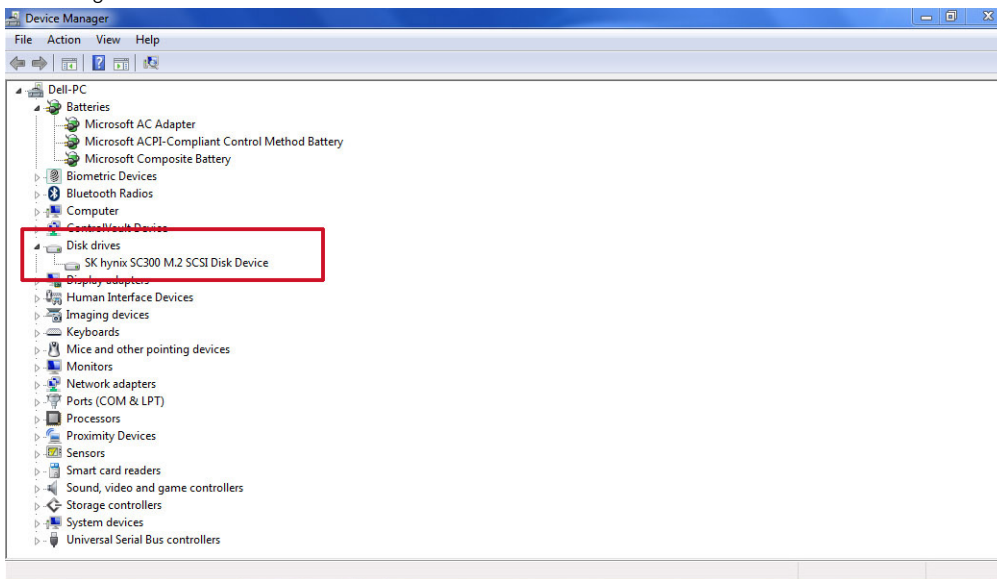 Device Manager
File Action View Help
Dell-PC
Batteries
Microsoft AC Adapter
Microsoft ACPI-Compliant Control Method Battery
Microsoft Composite Battery
Biometric Devices
Bluetooth Radios
Computer
ControlVault Device
Disk drives
SK hynix SC300 M.2 SCSI Disk Device
Display adapters
Human Interface Devices
Imaging devices
Keyboards
Mice and other pointing devices
Monitors
Network adapters
Ports (COM & LPT)
Processors
Proximity Devices
Sensors
Smart card readers
Sound, video and game controllers
Storage controllers
System devices
Universal Serial Bus controllers